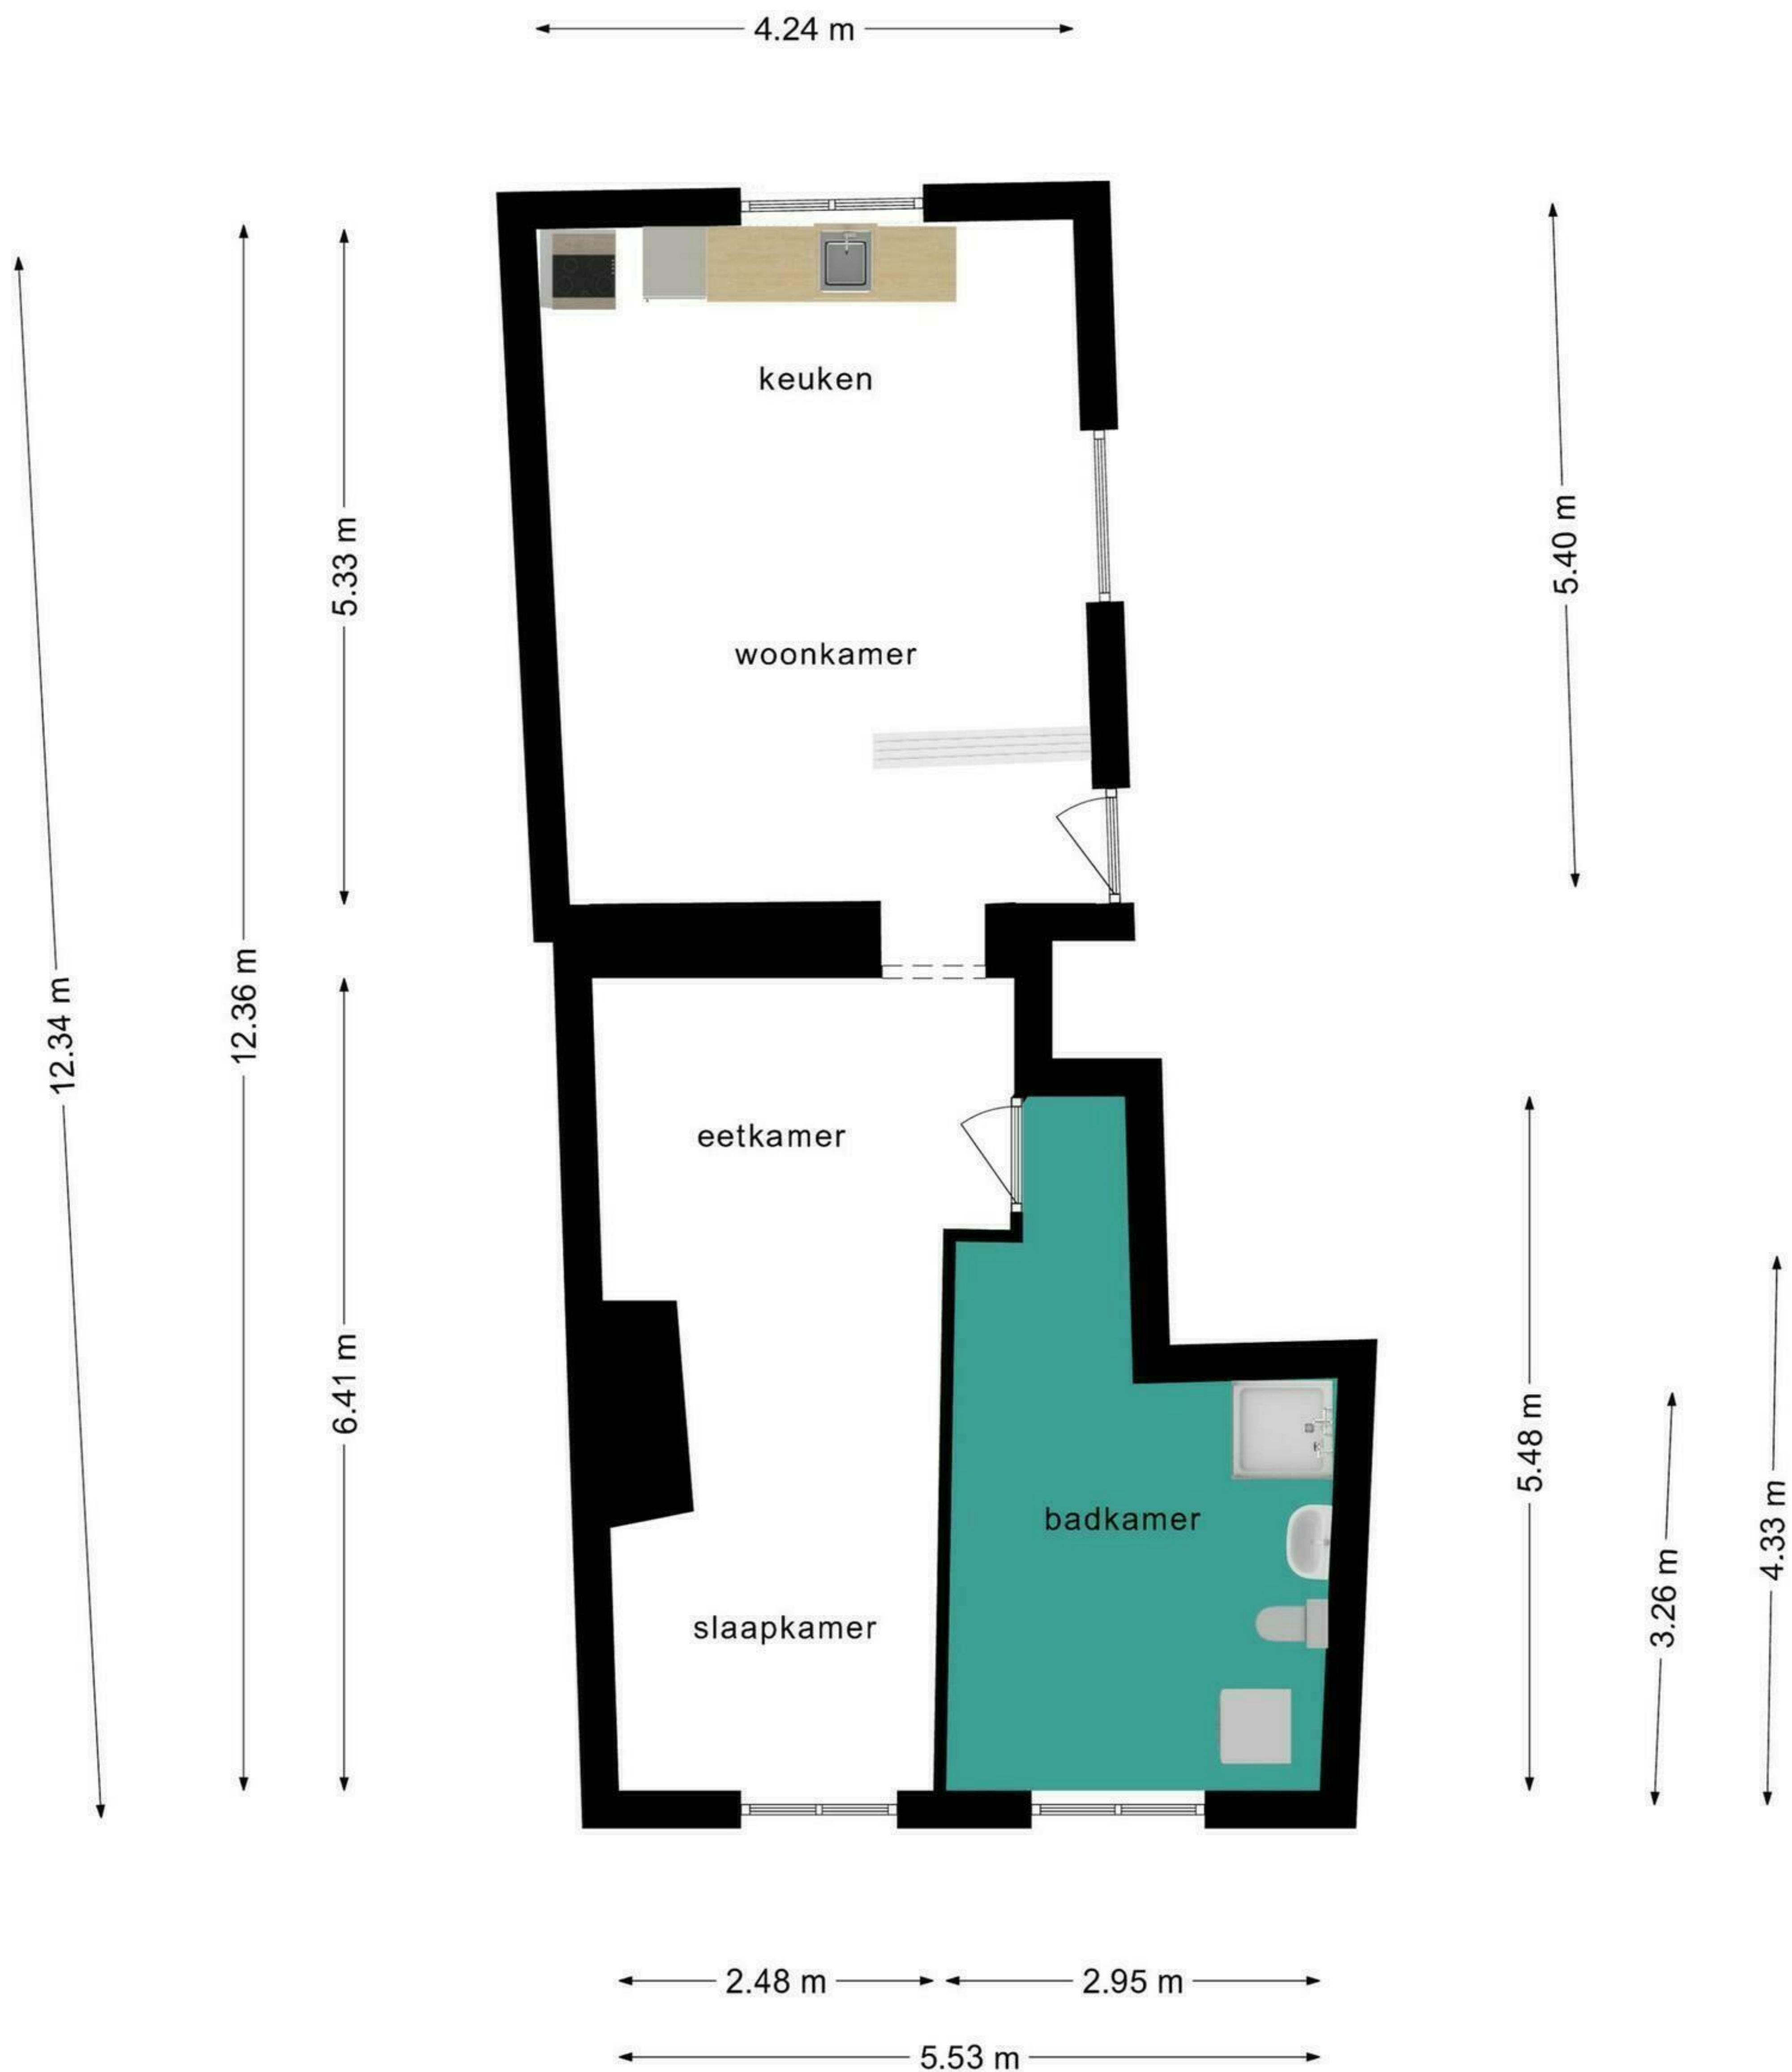 4.24 m
keuken
5.33 m
5.40 m
woonkamer
12.34 m
12.36 m
eetkamer
6.41 m
5.48 m
badkamer
4.33 m
3.26 m
slaapkamer
2.48 m
2.95 m
5.53 m